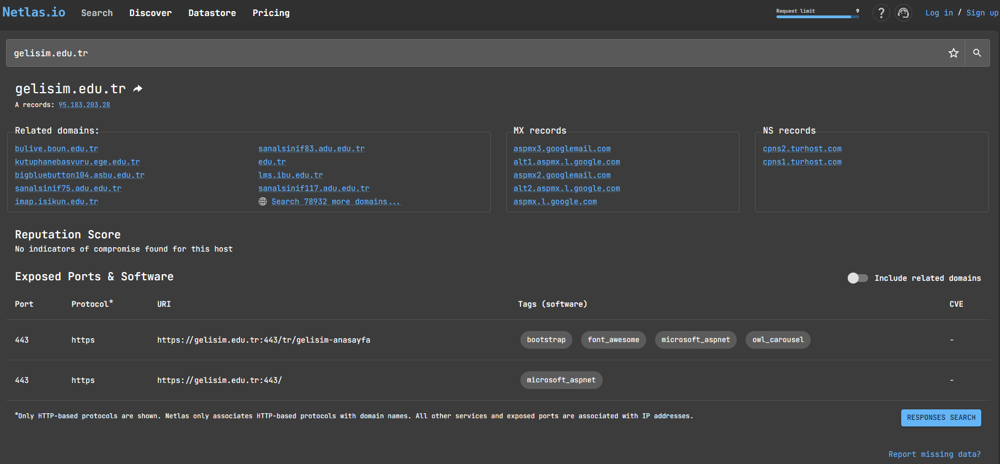 Netlas.io Search Discover Datastore Pricing Request limit 9 ? Log in / Sign up
gelisim.edu.tr
gelisim.edu.tr
A records: 95.183.203.28
Related domains:
bulive.boun.edu.tr
kutuphanebasvuru.ege.edu.tr
bigbluebutton104.asbu.edu.tr
sanalsinif75.adu.edu.tr
imap.isikun.edu.tr
sanalsinif83.adu.edu.tr
edu.tr
lms.ibu.edu.tr
sanalsinif117.adu.edu.tr
Search 78932 more domains...
MX records
aspmx3.googlemail.com
alt1.aspmx.l.google.com
aspmx2.googlemail.com
alt2.aspmx.l.google.com
aspmx.l.google.com
NS records
cpns2.turhost.com
cpns1.turhost.com
Reputation Score
No indicators of compromise found for this host
Exposed Ports & Software
Include related domains
Port Protocol* URI Tags (software) CVE
443 https https://gelisim.edu.tr:443/tr/gelisim-anasayfa bootstrap font_awesome microsoft_aspnet owl_carousel -
443 https https://gelisim.edu.tr:443/ microsoft_aspnet -
*Only HTTP-based protocols are shown. Netlas only associates HTTP-based protocols with domain names. All other services and exposed ports are associated with IP addresses.
RESPONSES SEARCH
Report missing data?